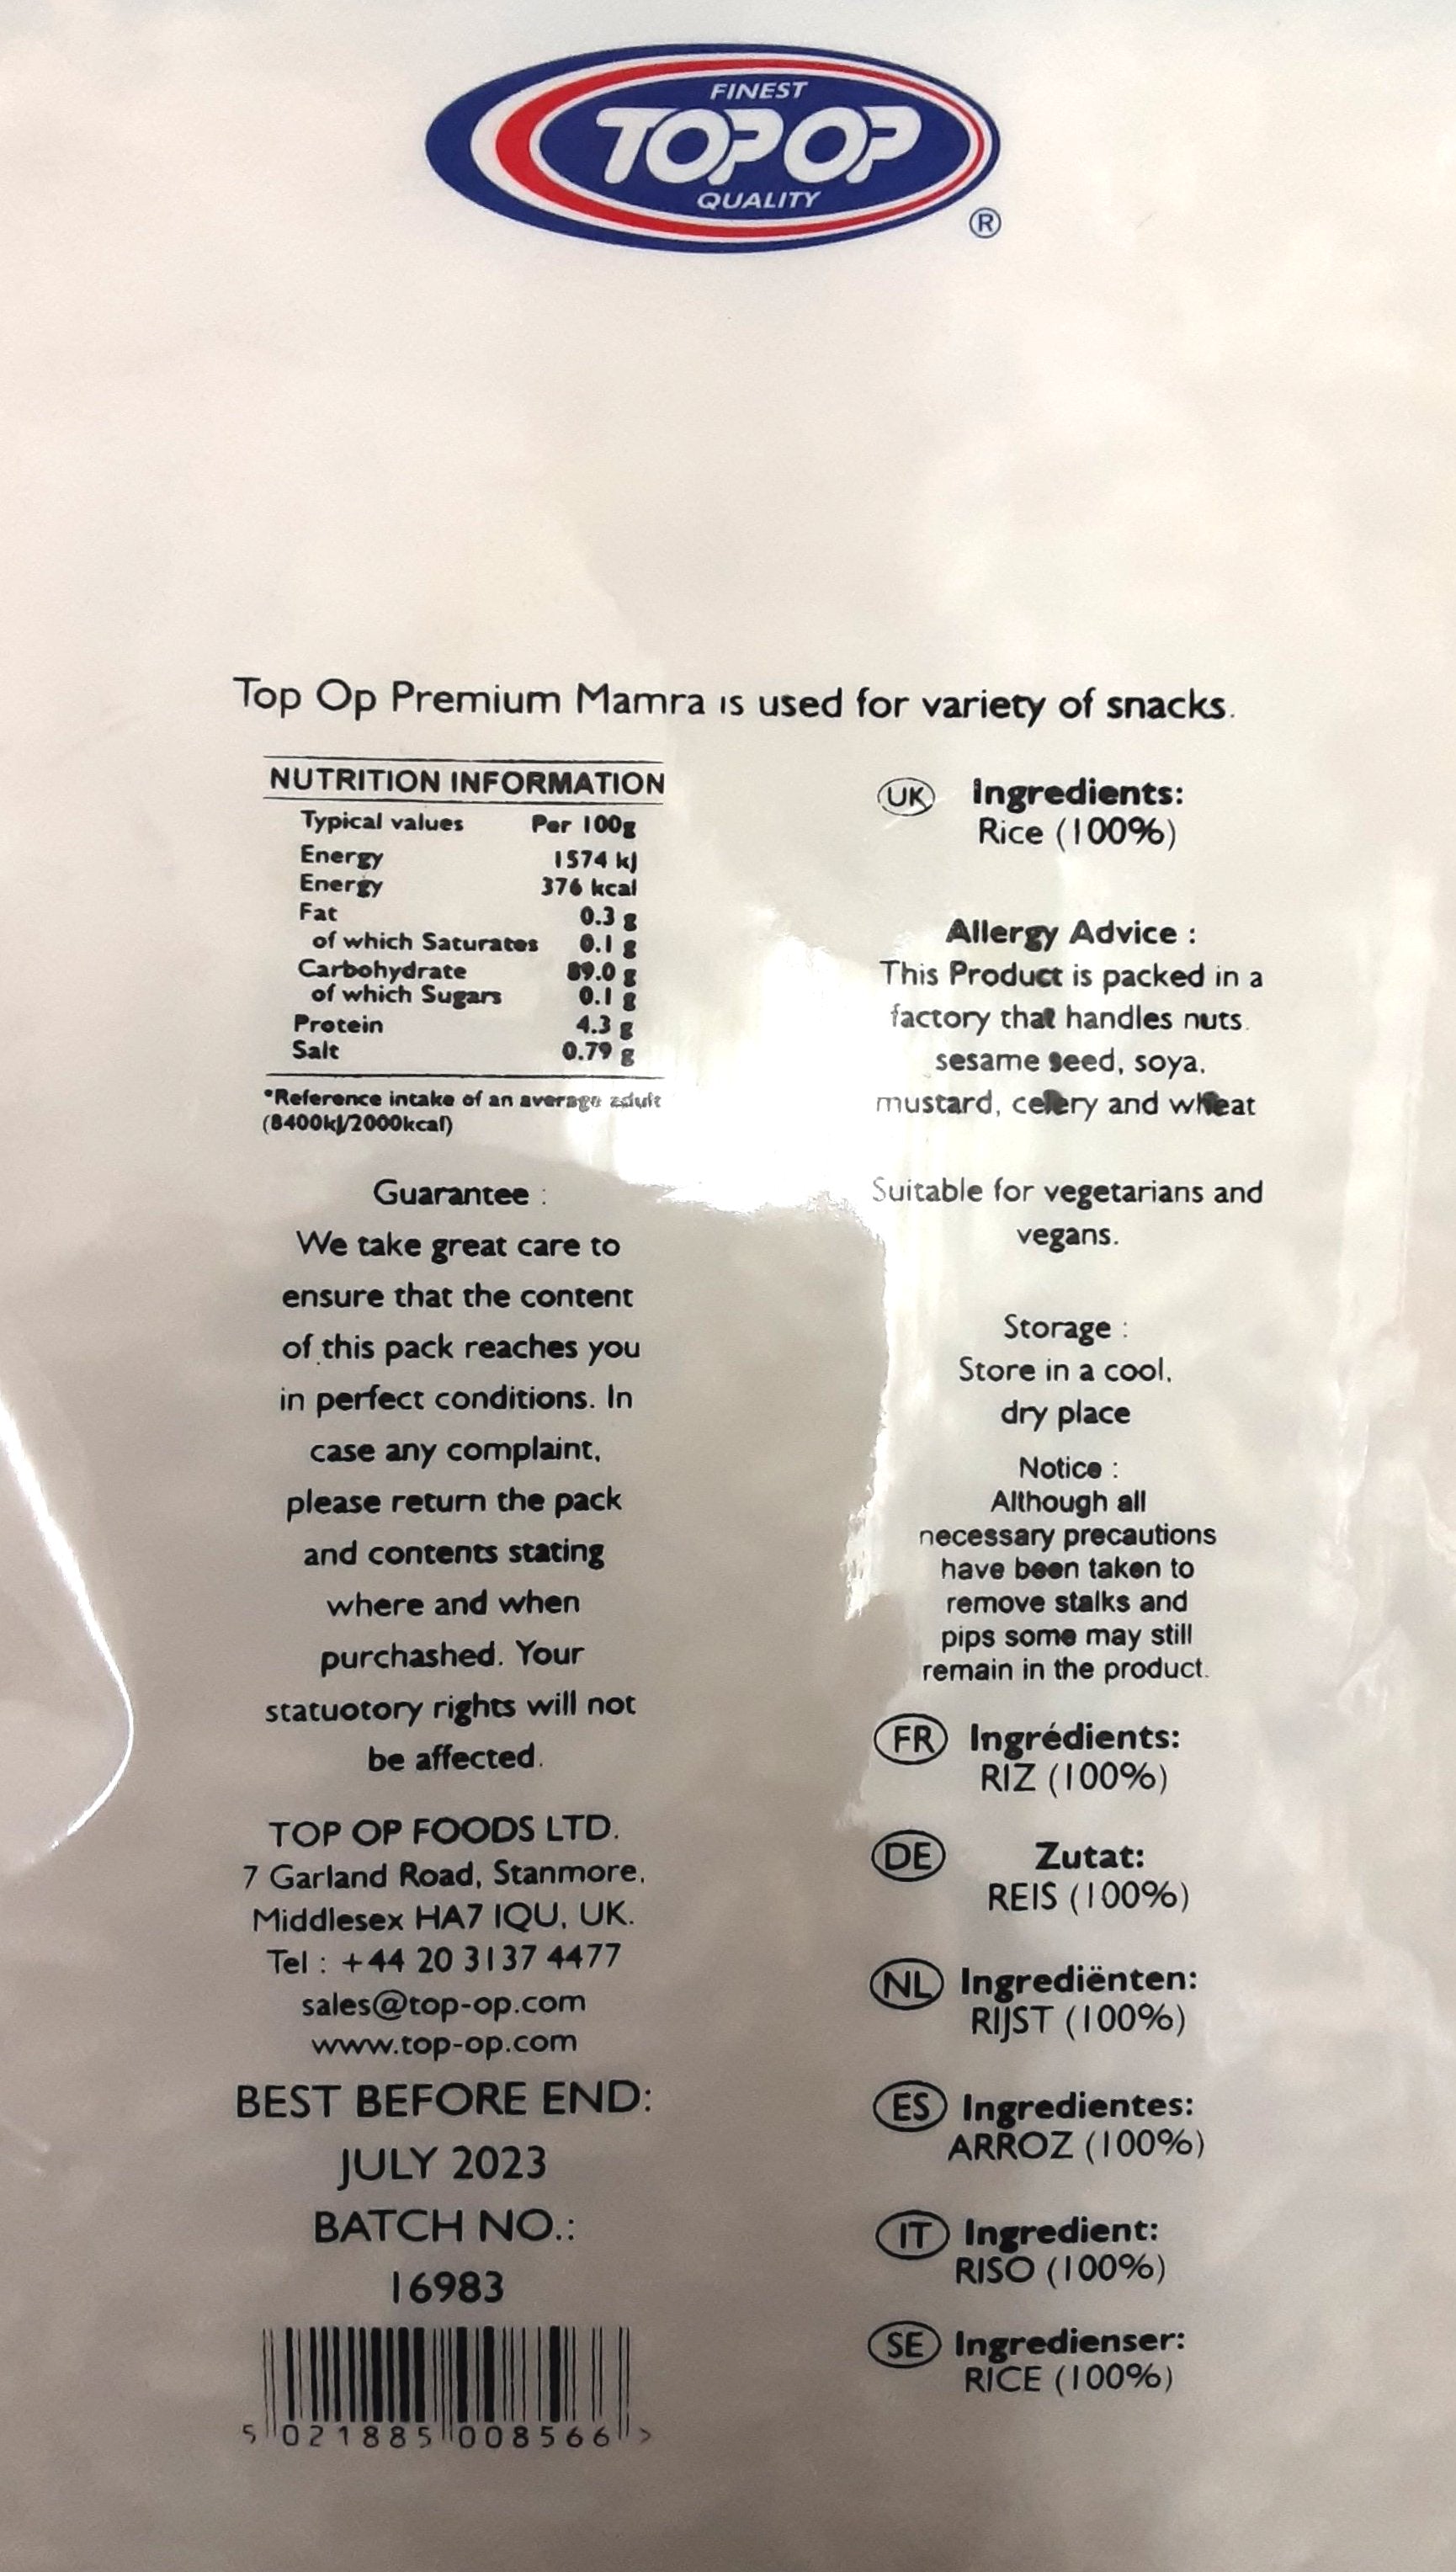 FINEST
TOP OP
QUALITY
®
Top Op Premium Mamra is used for variety of snacks.
NUTRITION INFORMATION
Typical values Per 100g
Energy 1574 kJ
Energy 376 kcal
Fat 0.3 g
of which Saturates 0.1 g
Carbohydrate 89.0 g
of which Sugars 0.1 g
Protein 4.3 g
Salt 0.79 g
*Reference intake of an average adult
(8400kJ/2000kcal)
Guarantee :
We take great care to
ensure that the content
of this pack reaches you
in perfect conditions. In
case any complaint,
please return the pack
and contents stating
where and when
purchashed. Your
statuotory rights will not
be affected.
TOP OP FOODS LTD.
7 Garland Road, Stanmore,
Middlesex HA7 1QU, UK.
Tel : +44 20 3137 4477
sales@top-op.com
www.top-op.com
BEST BEFORE END:
JULY 2023
BATCH NO.:
16983
5 021885 008566 >
UK Ingredients:
Rice (100%)
Allergy Advice :
This Product is packed in a
factory that handles nuts.
sesame seed, soya,
mustard, celery and wheat
Suitable for vegetarians and
vegans.
Storage :
Store in a cool,
dry place
Notice :
Although all
necessary precautions
have been taken to
remove stalks and
pips some may still
remain in the product.
FR Ingrédients:
RIZ (100%)
DE Zutat:
REIS (100%)
NL Ingrediënten:
RIJST (100%)
ES Ingredientes:
ARROZ (100%)
IT Ingredient:
RISO (100%)
SE Ingredienser:
RICE (100%)